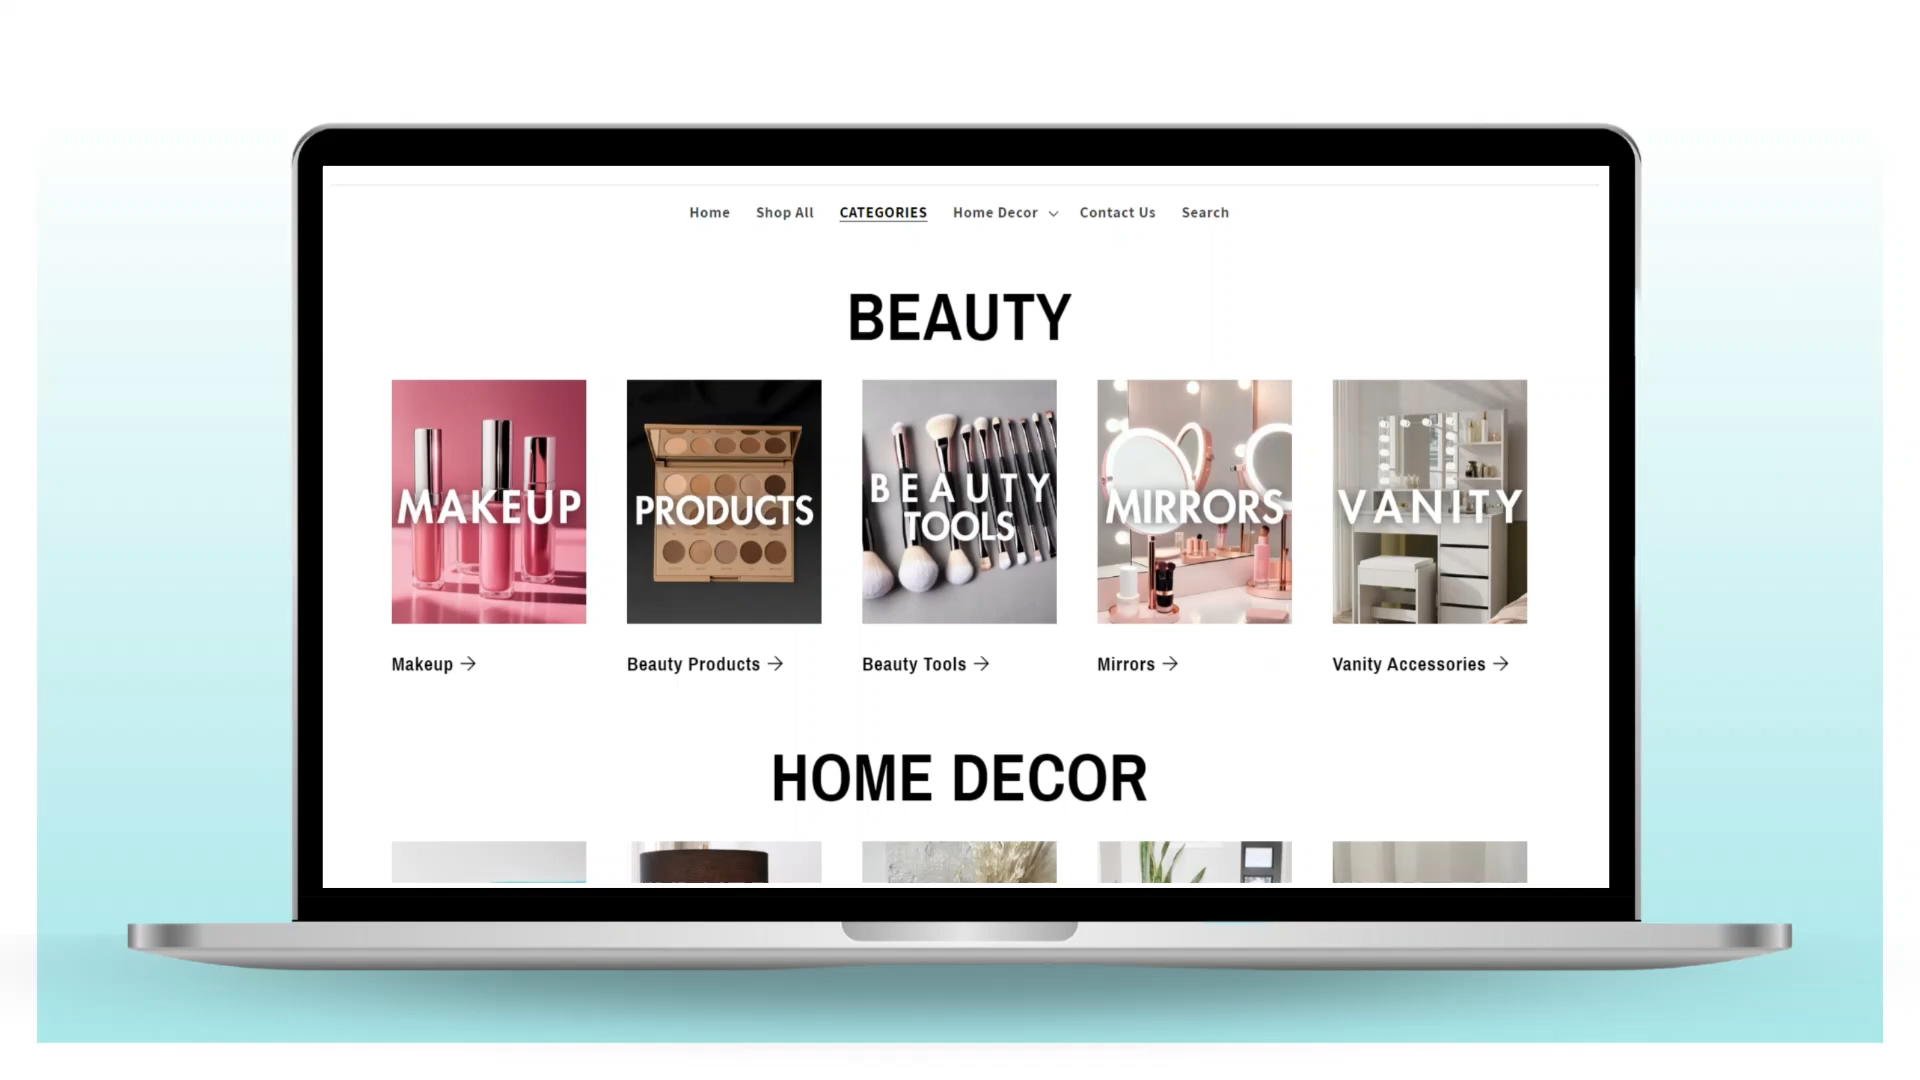 Home Shop All CATEGORIES Home Decor Contact Us Search
BEAUTY
MAKEUP
PRODUCTS
BEAUTY
TOOLS
MIRRORS
VANITY
Makeup →
Beauty Products →
Beauty Tools →
Mirrors →
Vanity Accessories →
HOME DECOR